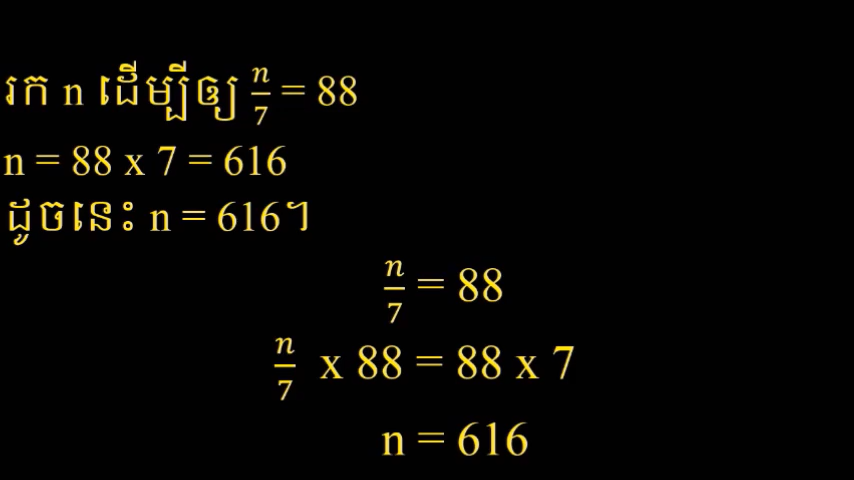 រក n ដើម្បីឲ្យ n/7 = 88
n = 88 x 7 = 616
ដូចនេះ n = 616។
n/7 = 88
n/7 x 88 = 88 x 7
n = 616